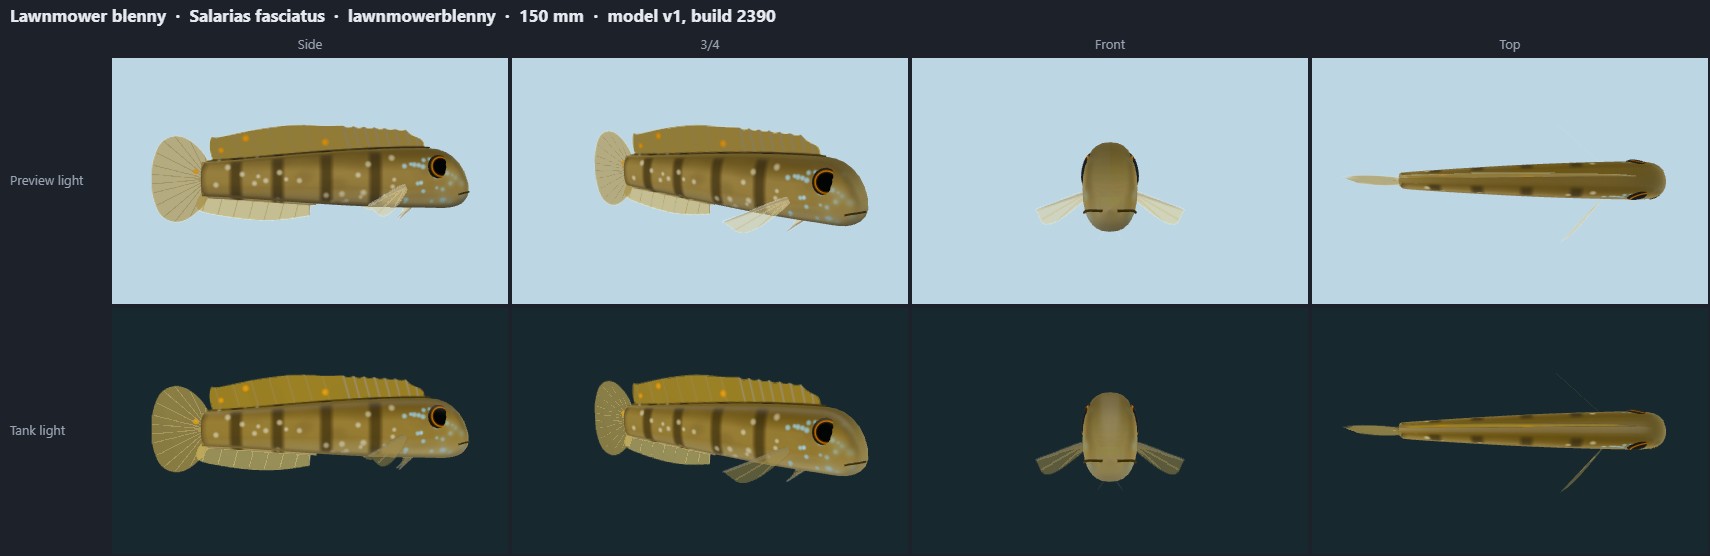 Lawnmower blenny · Salarias fasciatus · lawnmowerblenny · 150 mm · model v1, build 2390
Side 3/4 Front Top
Preview light
Tank light